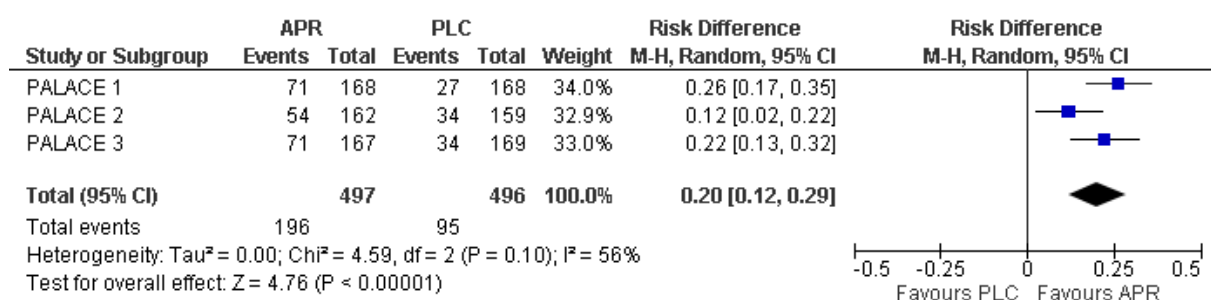 APR PLC Risk Difference Risk Difference
Study or Subgroup Events Total Events Total Weight M-H, Random, 95% CI M-H, Random, 95% CI
PALACE 1 71 168 27 168 34.0% 0.26 [0.17, 0.35]
PALACE 2 54 162 34 159 32.9% 0.12 [0.02, 0.22]
PALACE 3 71 167 34 169 33.0% 0.22 [0.13, 0.32]
Total (95% CI) 497 496 100.0% 0.20 [0.12, 0.29]
Total events 196 95
Heterogeneity: Tau² = 0.00; Chi² = 4.59, df = 2 (P = 0.10); I² = 56%
Test for overall effect: Z = 4.76 (P < 0.00001)
-0.5 -0.25 0 0.25 0.5
Favours PLC Favours APR